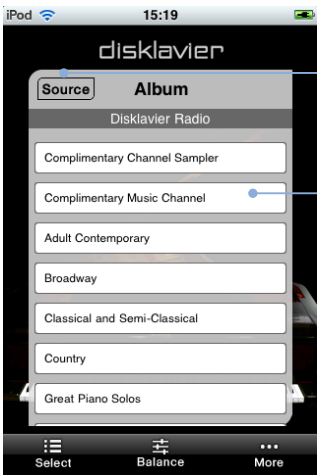 iPod 15:19
disklavier
Source Album
Disklavier Radio
Complimentary Channel Sampler
Complimentary Music Channel
Adult Contemporary
Broadway
Classical and Semi-Classical
Country
Great Piano Solos
Select Balance More